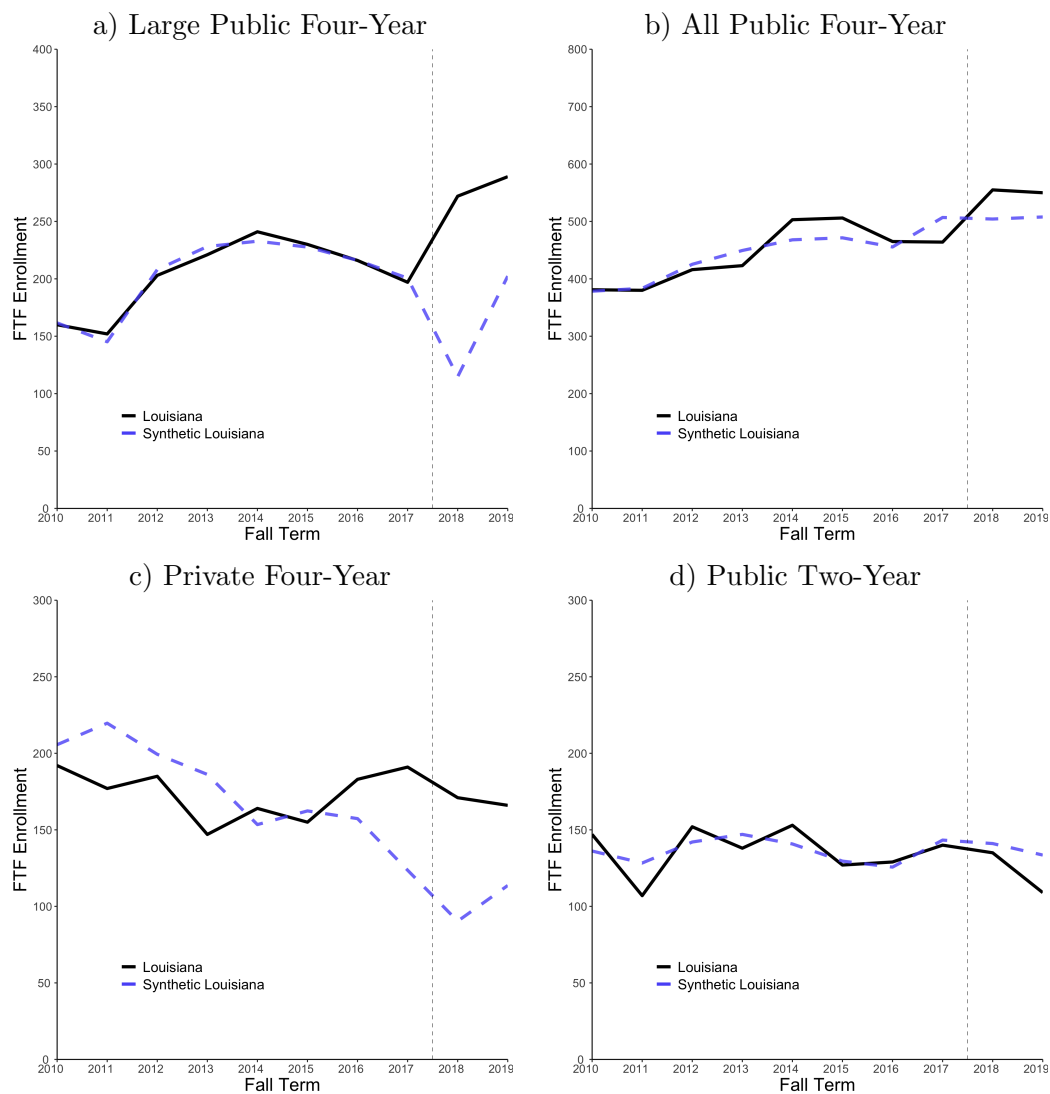 a) Large Public Four-Year
400
350
300
250
200
150
100
50
0
FTF Enrollment
Louisiana
Synthetic Louisiana
2010 2011 2012 2013 2014 2015 2016 2017 2018 2019
Fall Term
b) All Public Four-Year
800
700
600
500
400
300
200
100
0
FTF Enrollment
Louisiana
Synthetic Louisiana
2010 2011 2012 2013 2014 2015 2016 2017 2018 2019
Fall Term
c) Private Four-Year
300
250
200
150
100
50
0
FTF Enrollment
Louisiana
Synthetic Louisiana
2010 2011 2012 2013 2014 2015 2016 2017 2018 2019
Fall Term
d) Public Two-Year
300
250
200
150
100
50
0
FTF Enrollment
Louisiana
Synthetic Louisiana
2010 2011 2012 2013 2014 2015 2016 2017 2018 2019
Fall Term